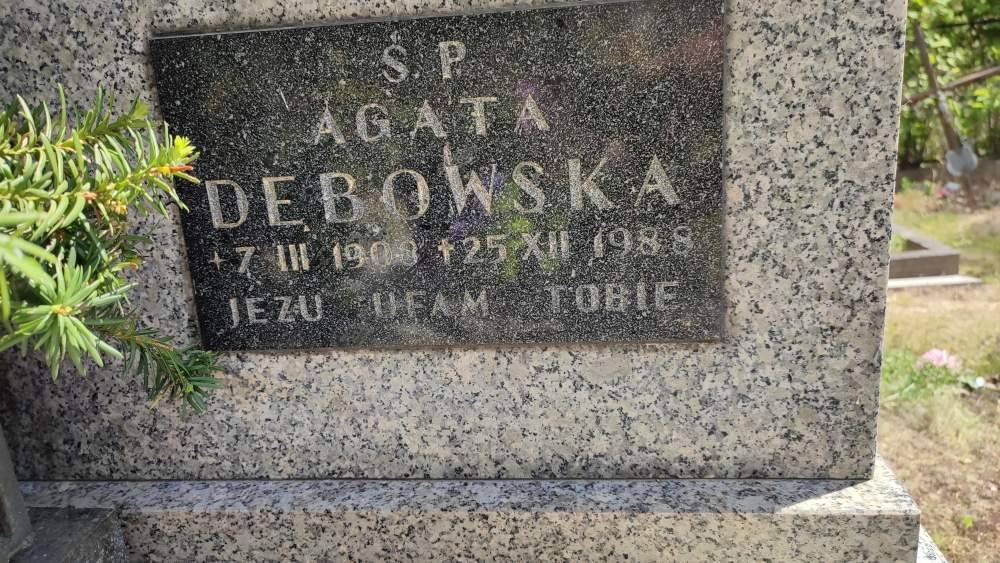 Ś. P
AGATA
DĘBOWSKA
+ 7 III 1908 + 25 XII 1988
JEZU UFAM TOBIE